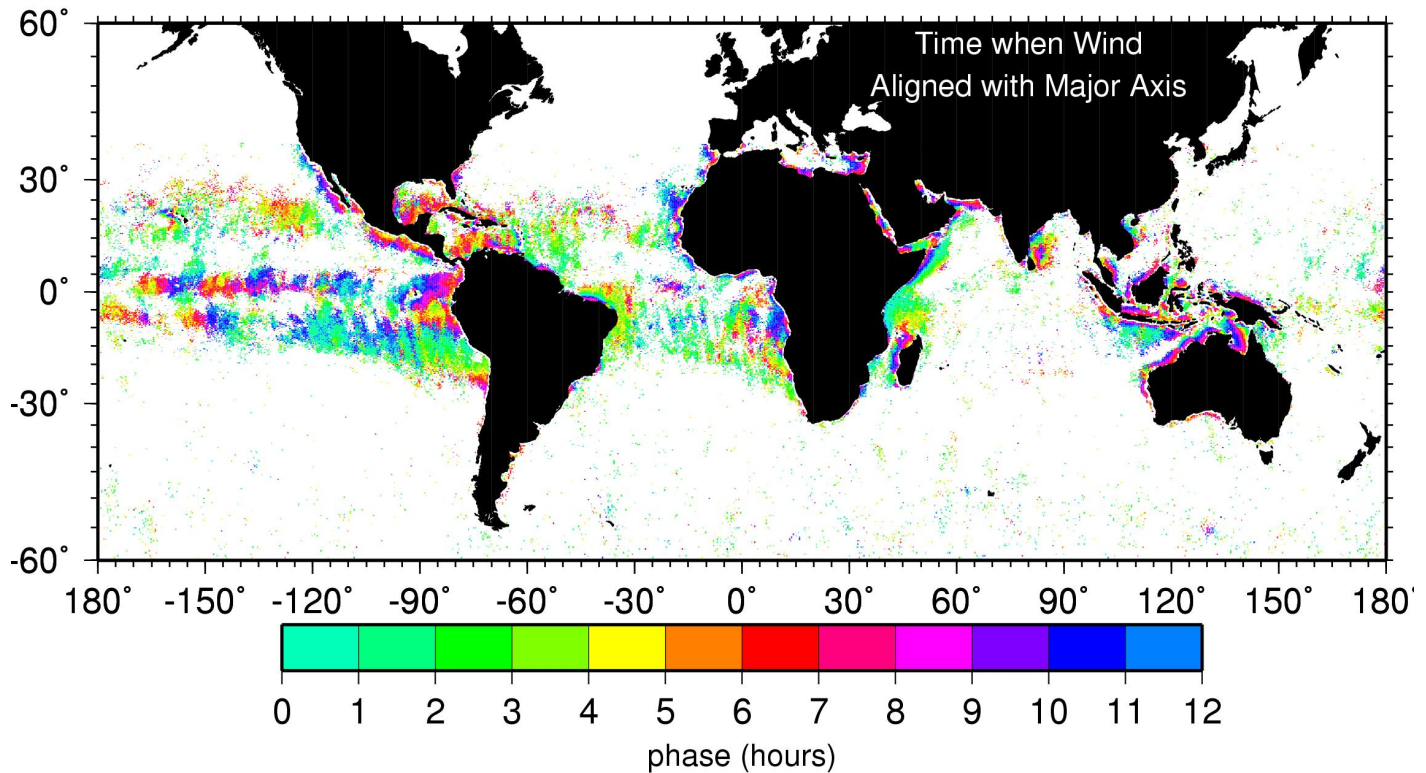 60°
30°
0°
-30°
-60°
Time when Wind
Aligned with Major Axis
180° -150° -120° -90° -60° -30° 0° 30° 60° 90° 120° 150° 180°
0 1 2 3 4 5 6 7 8 9 10 11 12
phase (hours)